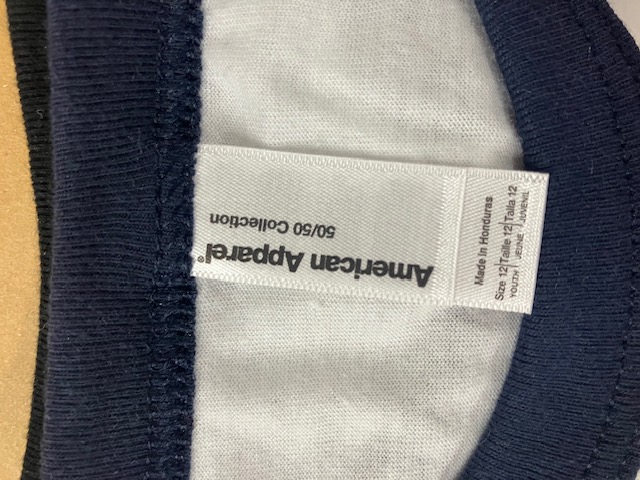 American Apparel®
50/50 Collection
Made in Honduras
Size 12|Taille 12|Talla 12
YOUTH | JEUNE | JUVENIL